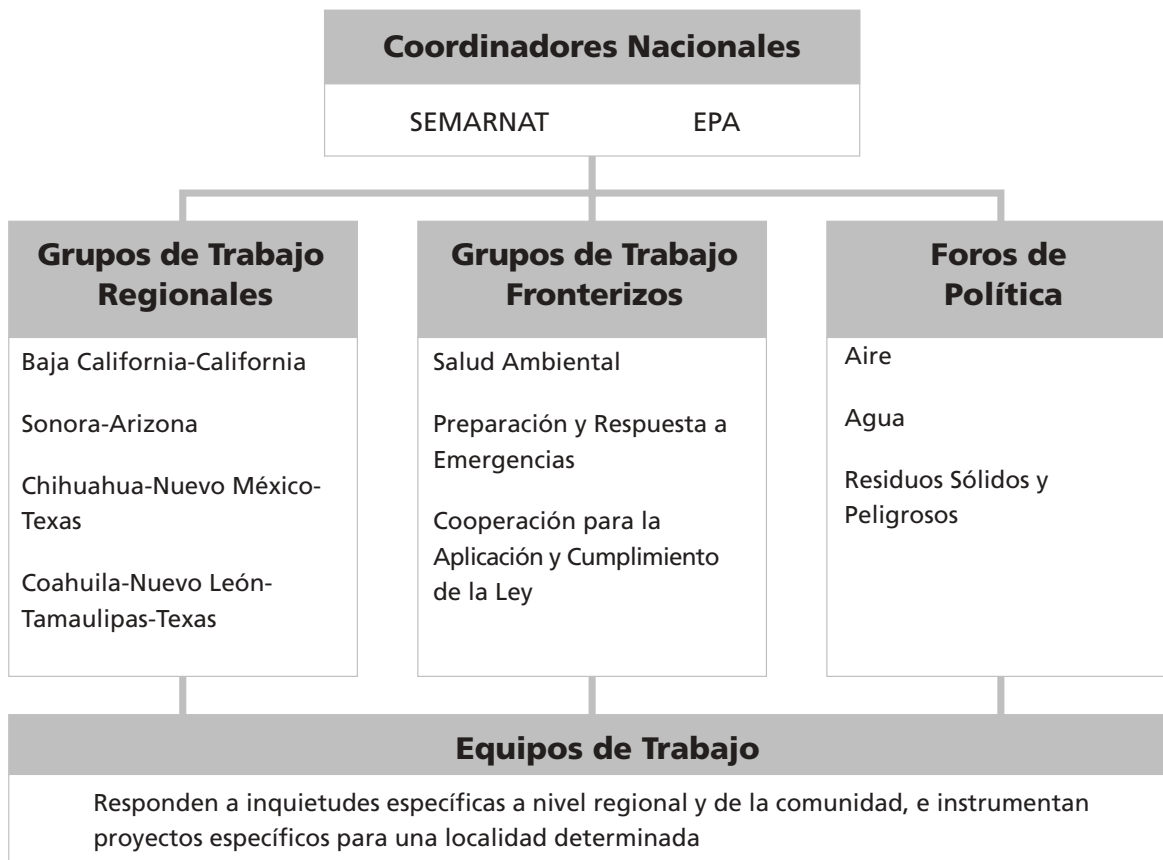 Coordinadores Nacionales
SEMARNAT EPA
Grupos de Trabajo
Regionales
Baja California-California
Sonora-Arizona
Chihuahua-Nuevo México-
Texas
Coahuila-Nuevo León-
Tamaulipas-Texas
Grupos de Trabajo
Fronterizos
Salud Ambiental
Preparación y Respuesta a
Emergencias
Cooperación para la
Aplicación y Cumplimiento
de la Ley
Foros de
Política
Aire
Agua
Residuos Sólidos y
Peligrosos
Equipos de Trabajo
Responden a inquietudes específicas a nivel regional y de la comunidad, e instrumentan
proyectos específicos para una localidad determinada